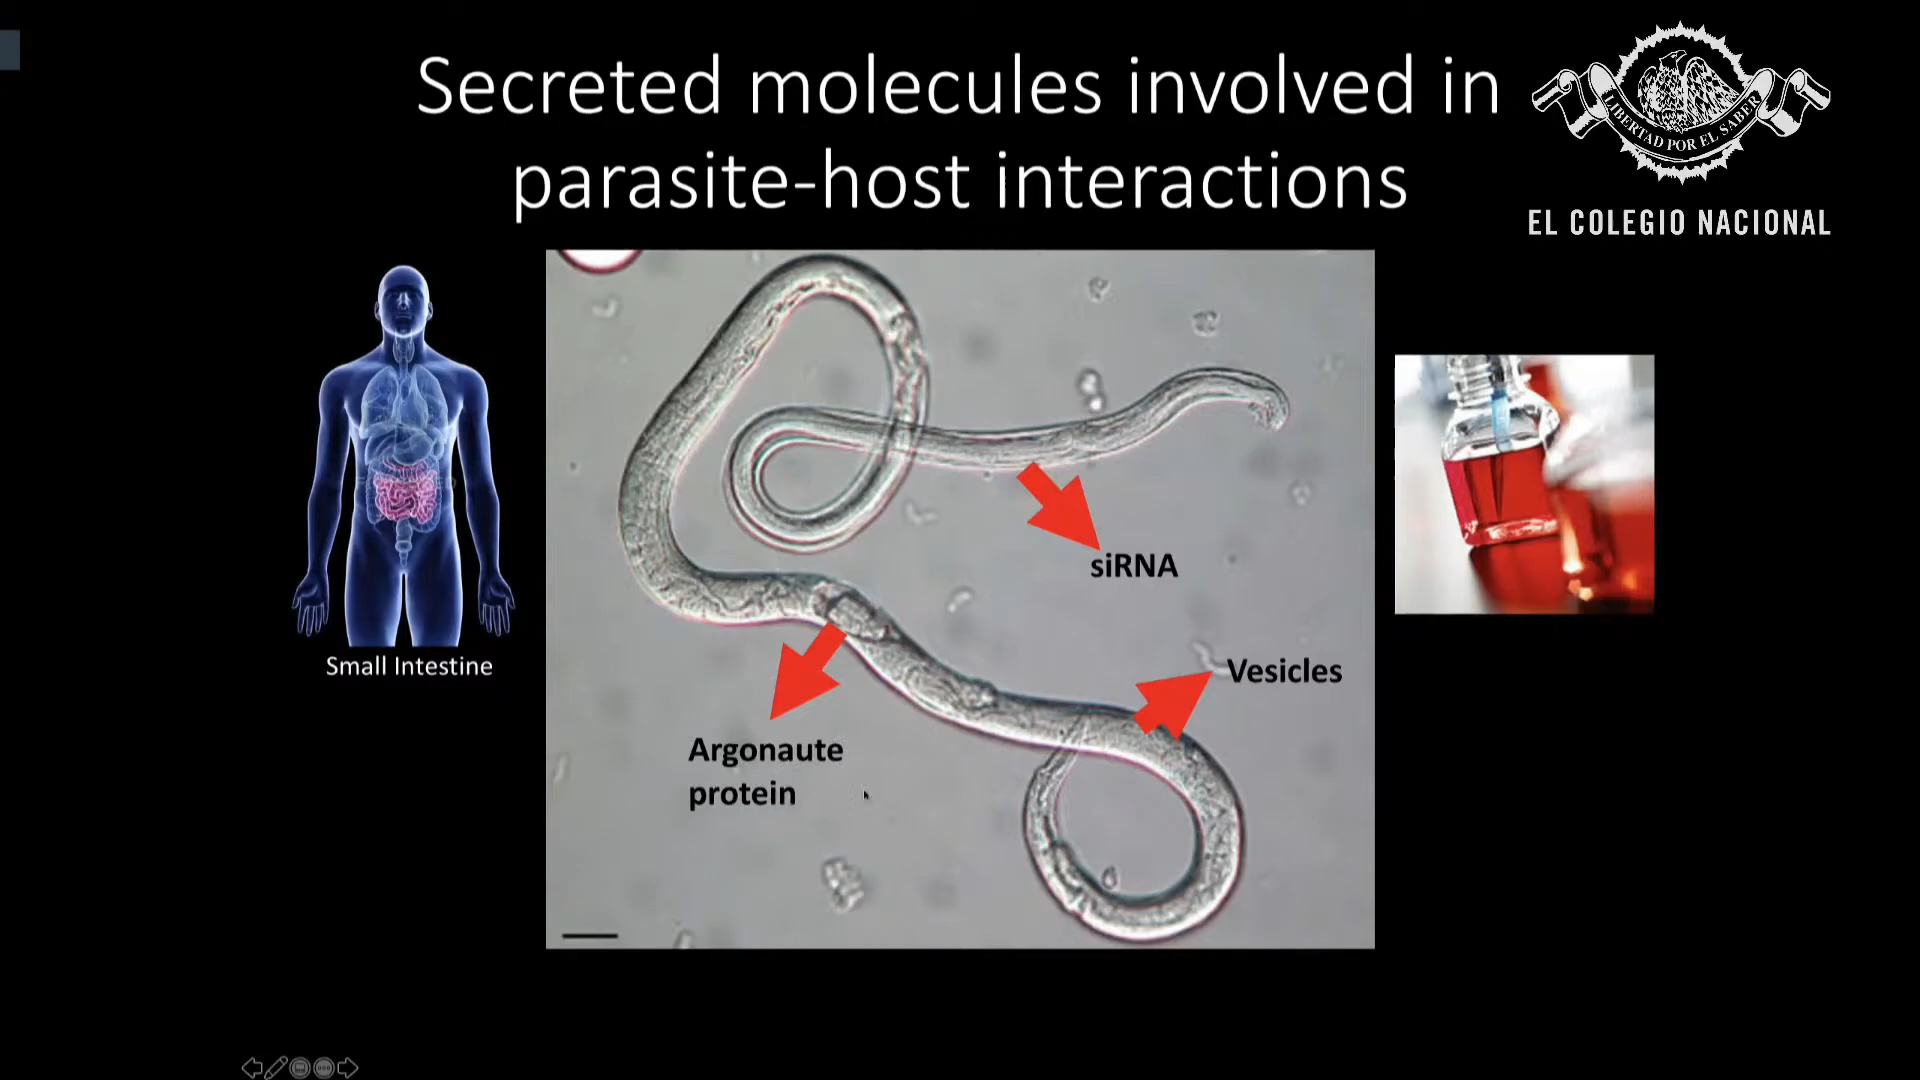 Secreted molecules involved in
parasite-host interactions
LIBERTAD POR EL SABER
EL COLEGIO NACIONAL
siRNA
Small Intestine
Vesicles
Argonaute
protein